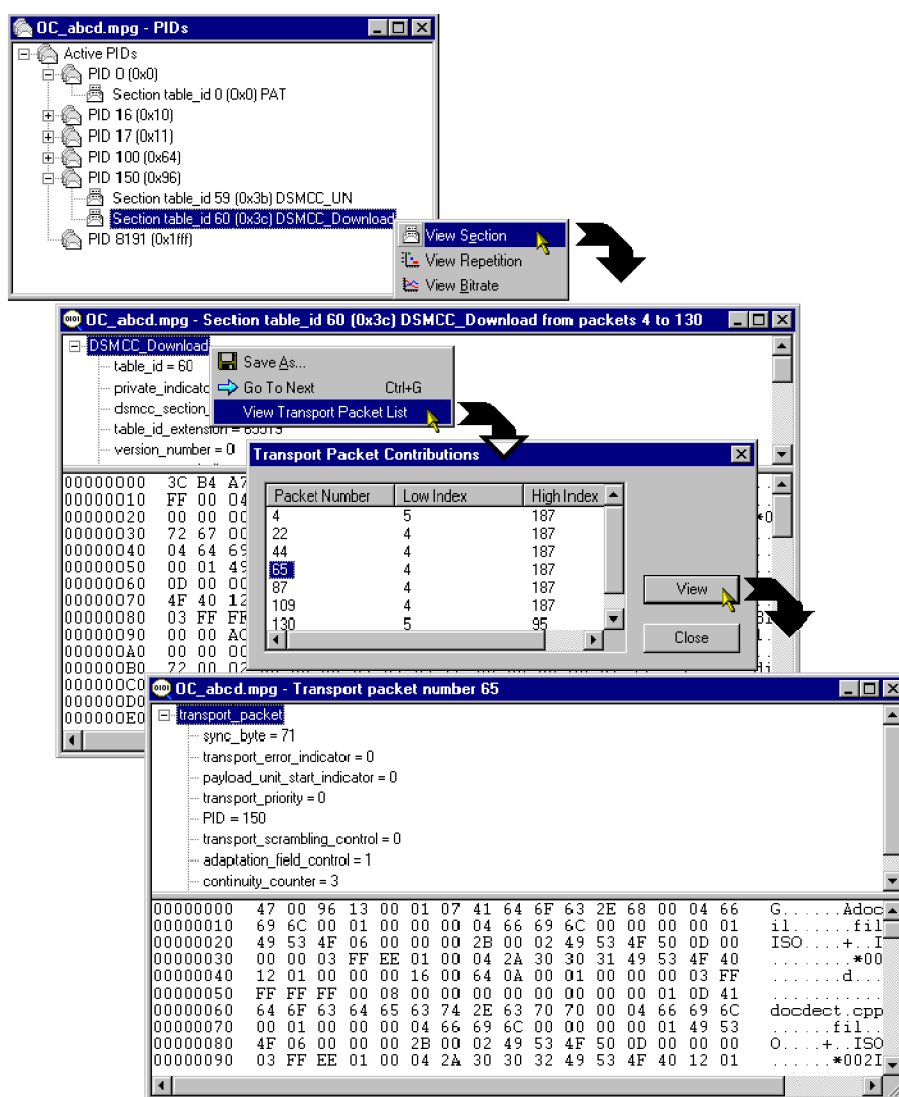 OC_abcd.mpg - PIDs
Active PIDs
PID 0 (0x0)
Section table_id 0 (0x0) PAT
PID 16 (0x10)
PID 17 (0x11)
PID 100 (0x64)
PID 150 (0x96)
Section table_id 59 (0x3b) DSMCC_UN
Section table_id 60 (0x3c) DSMCC_Download
PID 8191 (0x1fff)
View Section
View Repetition
View Bitrate
OC_abcd.mpg - Section table_id 60 (0x3c) DSMCC_Download from packets 4 to 130
DSMCC_Download
table_id = 60
private_indicato
dsmcc_section_
table_id_extension = 65519
version_number = 0
Save As...
Go To Next Ctrl+G
View Transport Packet List
00000000 3C B4 A7
00000010 FF 00 04
00000020 00 00 00 *0
00000030 72 67 00
00000040 04 64 69
00000050 00 01 49
00000060 0D 00 00
00000070 4F 40 12
00000080 03 FF FF
00000090 00 00 AC
000000A0 00 00 00
000000B0 72 00 02 di
000000C0
000000D0
000000E0
Transport Packet Contributions
Packet Number Low Index High Index
4 5 187
22 4 187
44 4 187
65 4 187
87 4 187
109 4 187
130 5 95
View
Close
OC_abcd.mpg - Transport packet number 65
transport_packet
sync_byte = 71
transport_error_indicator = 0
payload_unit_start_indicator = 0
transport_priority = 0
PID = 150
transport_scrambling_control = 0
adaptation_field_control = 1
continuity_counter = 3
00000000 47 00 96 13 00 01 07 41 64 6F 63 2E 68 00 04 66 G......Adoc
00000010 69 6C 00 01 00 00 00 04 66 69 6C 00 00 00 00 01 il......fil
00000020 49 53 4F 06 00 00 00 2B 00 02 49 53 4F 50 0D 00 ISO....+..I
00000030 00 00 03 FF EE 01 00 04 2A 30 30 31 49 53 4F 40 ........*00
00000040 12 01 00 00 00 16 00 64 0A 00 01 00 00 00 03 FF .......d...
00000050 FF FF FF 00 08 00 00 00 00 00 00 00 00 01 0D 41 ...........
00000060 64 6F 63 64 65 63 74 2E 63 70 70 00 04 66 69 6C docdect.cpp
00000070 00 01 00 00 00 04 66 69 6C 00 00 00 00 01 49 53 ......fil..
00000080 4F 06 00 00 00 2B 00 02 49 53 4F 50 0D 00 00 00 O....+..ISO
00000090 03 FF EE 01 00 04 2A 30 30 32 49 53 4F 40 12 01 ......*002I